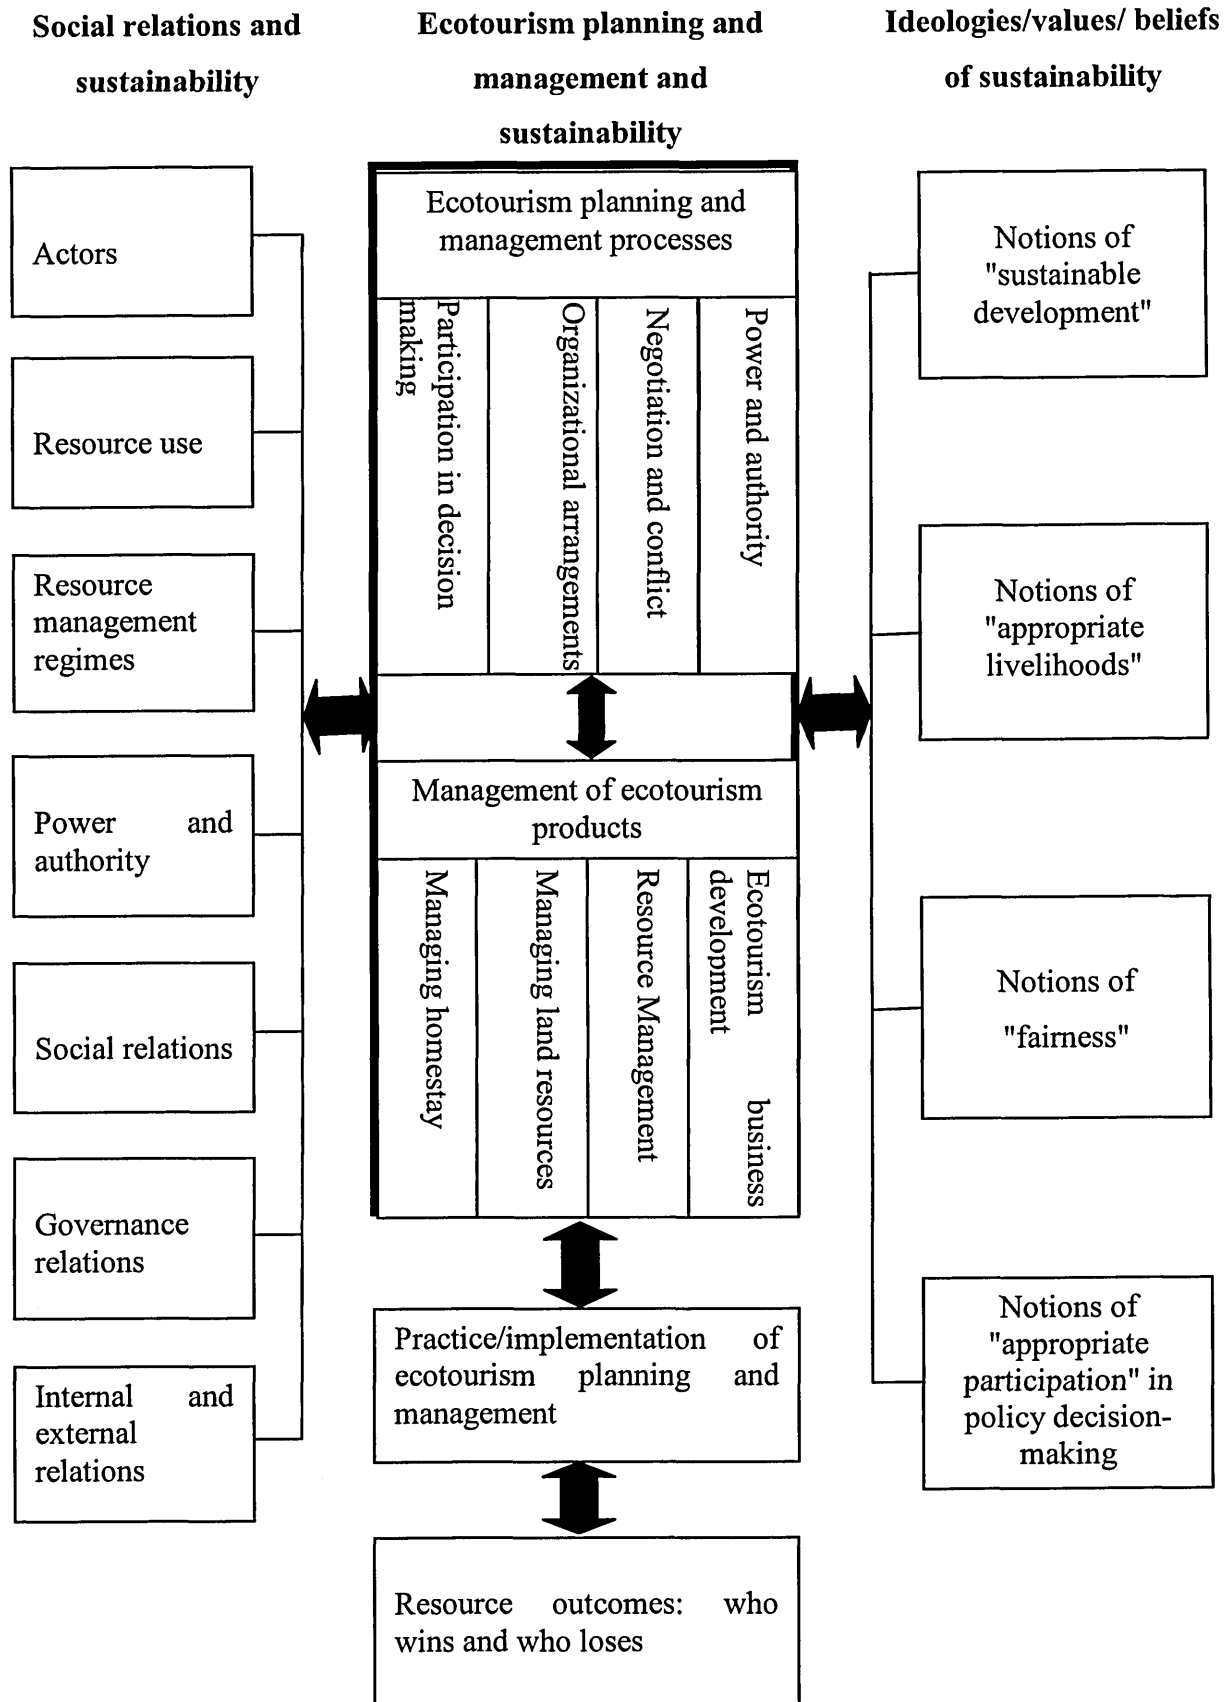 Social relations and
sustainability
Ecotourism planning and
management and
sustainability
Ideologies/values/ beliefs
of sustainability
Actors
Resource use
Resource
management
regimes
Power and
authority
Social relations
Governance
relations
Internal and
external
relations
Ecotourism planning and
management processes
Participation in decision
making
Organizational arrangements
Negotiation and conflict
Power and authority
Management of ecotourism
products
Managing homestay
Managing land resources
Resource Management
Ecotourism business
development
Practice/implementation of
ecotourism planning and
management
Resource outcomes: who
wins and who loses
Notions of
"sustainable
development"
Notions of
"appropriate
livelihoods"
Notions of
"fairness"
Notions of
"appropriate
participation" in
policy decision-
making